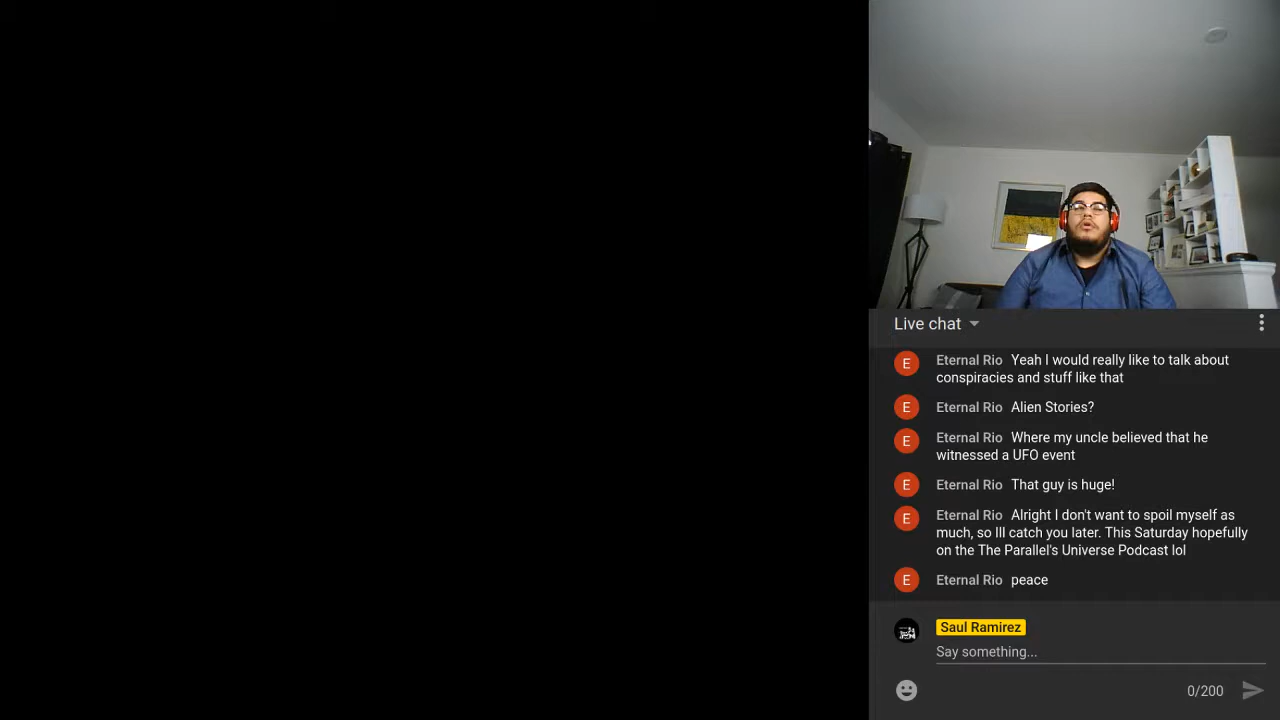 Live chat
E
Eternal Rio Yeah I would really like to talk about
conspiracies and stuff like that
E
Eternal Rio Alien Stories?
E
Eternal Rio Where my uncle believed that he
witnessed a UFO event
E
Eternal Rio That guy is huge!
E
Eternal Rio Alright I don't want to spoil myself as
much, so Ill catch you later. This Saturday hopefully
on the The Parallel's Universe Podcast lol
E
Eternal Rio peace
Saul Ramirez
Say something...
0/200